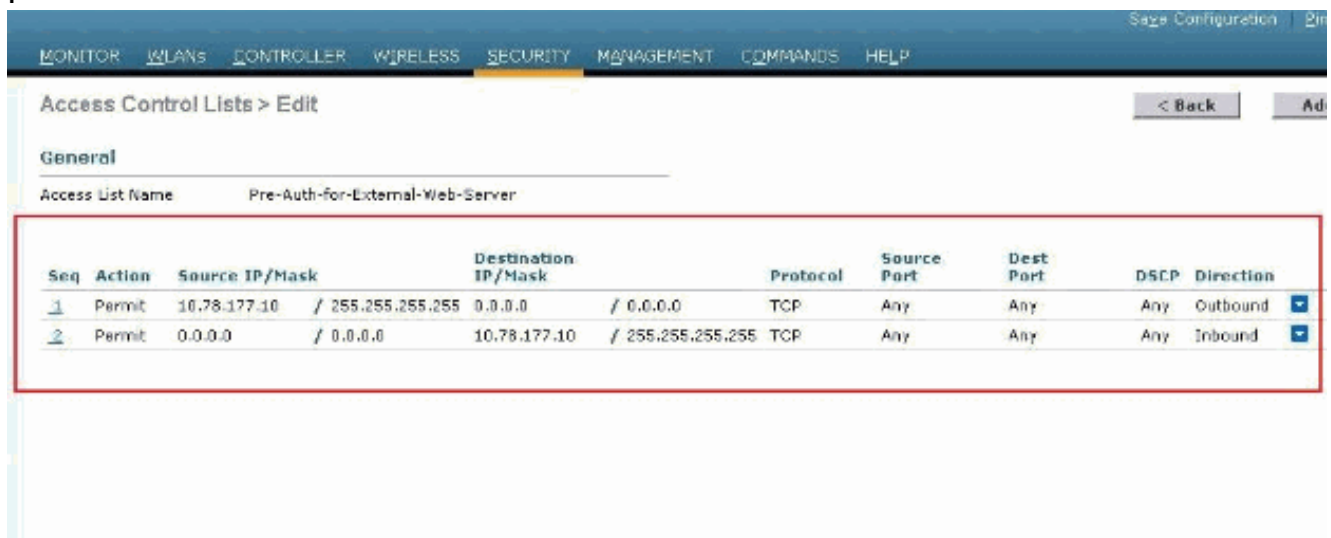 Save Configuration
MONITOR WLANs CONTROLLER WIRELESS SECURITY MANAGEMENT COMMANDS HELP
Access Control Lists > Edit
< Back
General
Access List Name Pre-Auth-for-External-Web-Server
Seq Action Source IP/Mask Destination IP/Mask Protocol Source Port Dest Port DSCP Direction
1 Permit 10.78.177.10 / 255.255.255.255 0.0.0.0 / 0.0.0.0 TCP Any Any Any Outbound
2 Permit 0.0.0.0 / 0.0.0.0 10.78.177.10 / 255.255.255.255 TCP Any Any Any Inbound